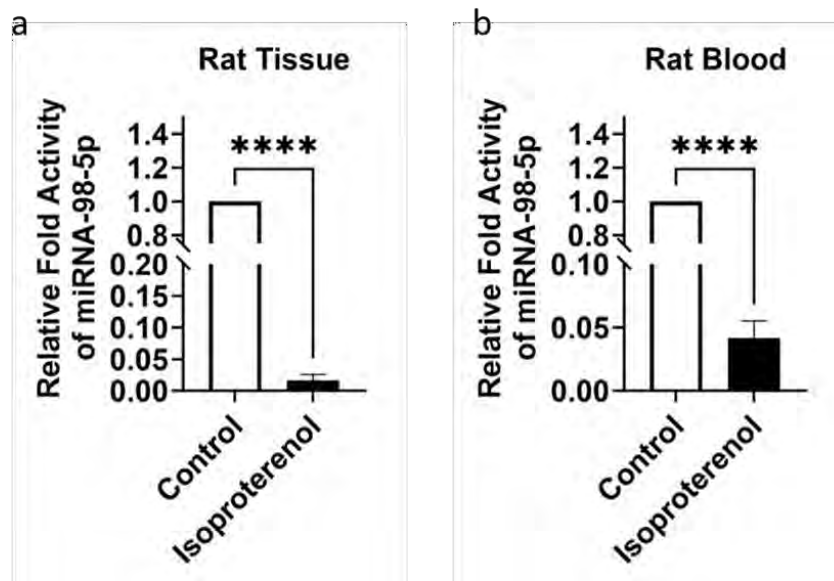 a
Rat Tissue
Relative Fold Activity
of miRNA-98-5p
1.4
1.2
1.0
0.8
0.20
0.15
0.10
0.05
0.00
****
Control
Isoproterenol
b
Rat Blood
Relative Fold Activity
of miRNA-98-5p
1.4
1.2
1.0
0.8
0.10
0.05
0.00
****
Control
Isoproterenol